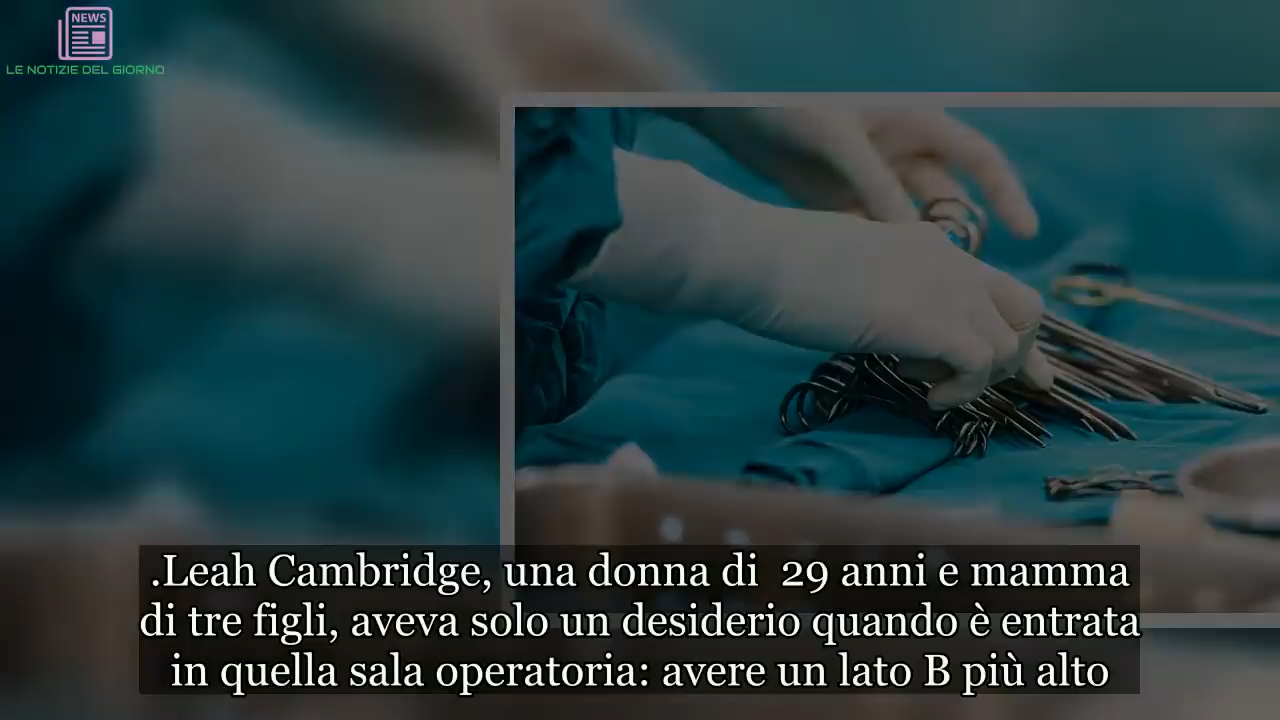 NEWS
LE NOTIZIE DEL GIORNO
.Leah Cambridge, una donna di  29 anni e mamma
di tre figli, aveva solo un desiderio quando è entrata
in quella sala operatoria: avere un lato B più alto